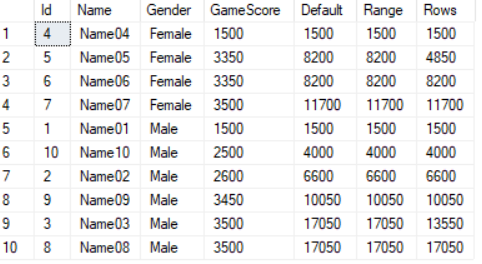 Id Name Gender GameScore Default Range Rows
1 4 Name04 Female 1500 1500 1500 1500
2 5 Name05 Female 3350 8200 8200 4850
3 6 Name06 Female 3350 8200 8200 8200
4 7 Name07 Female 3500 11700 11700 11700
5 1 Name01 Male 1500 1500 1500 1500
6 10 Name10 Male 2500 4000 4000 4000
7 2 Name02 Male 2600 6600 6600 6600
8 9 Name09 Male 3450 10050 10050 10050
9 3 Name03 Male 3500 17050 17050 13550
10 8 Name08 Male 3500 17050 17050 17050